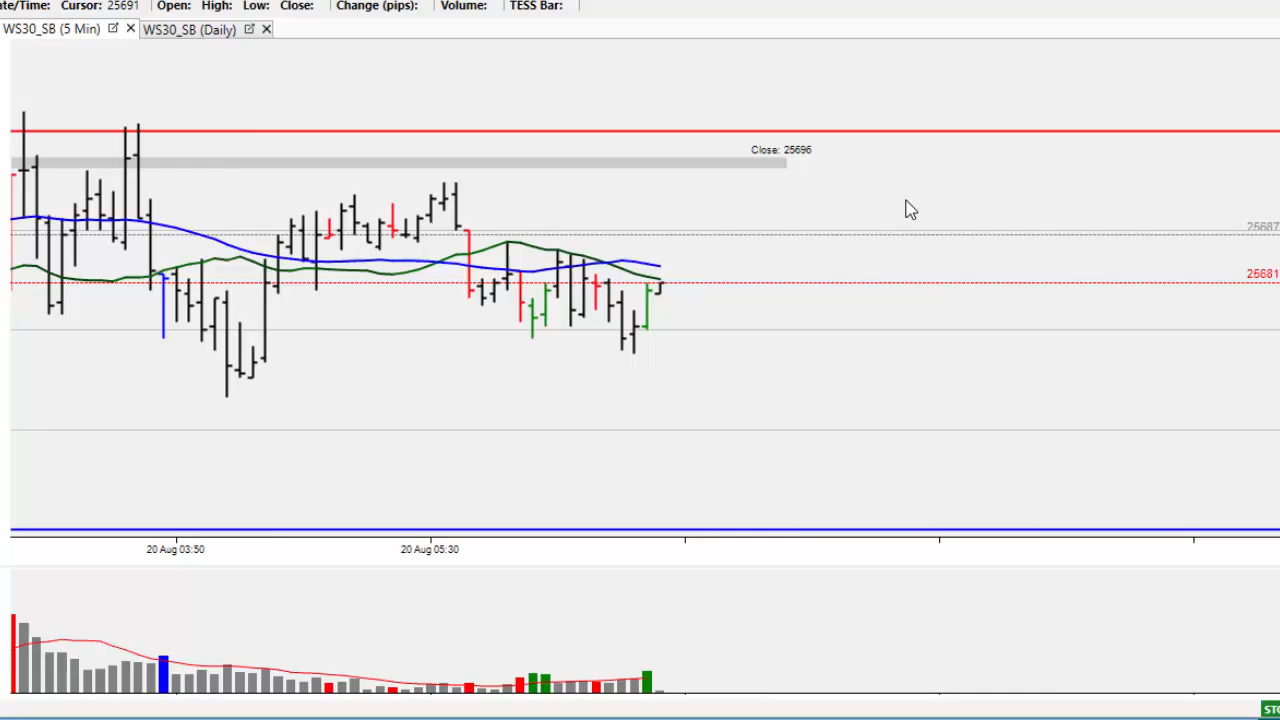 ate/Time: Cursor: 25691 Open: High: Low: Close: Change (pips): Volume: TESS Bar:
WS30_SB (5 Min) WS30_SB (Daily)
Close: 25696
25687
25681
20 Aug 03:50 20 Aug 05:30
STO